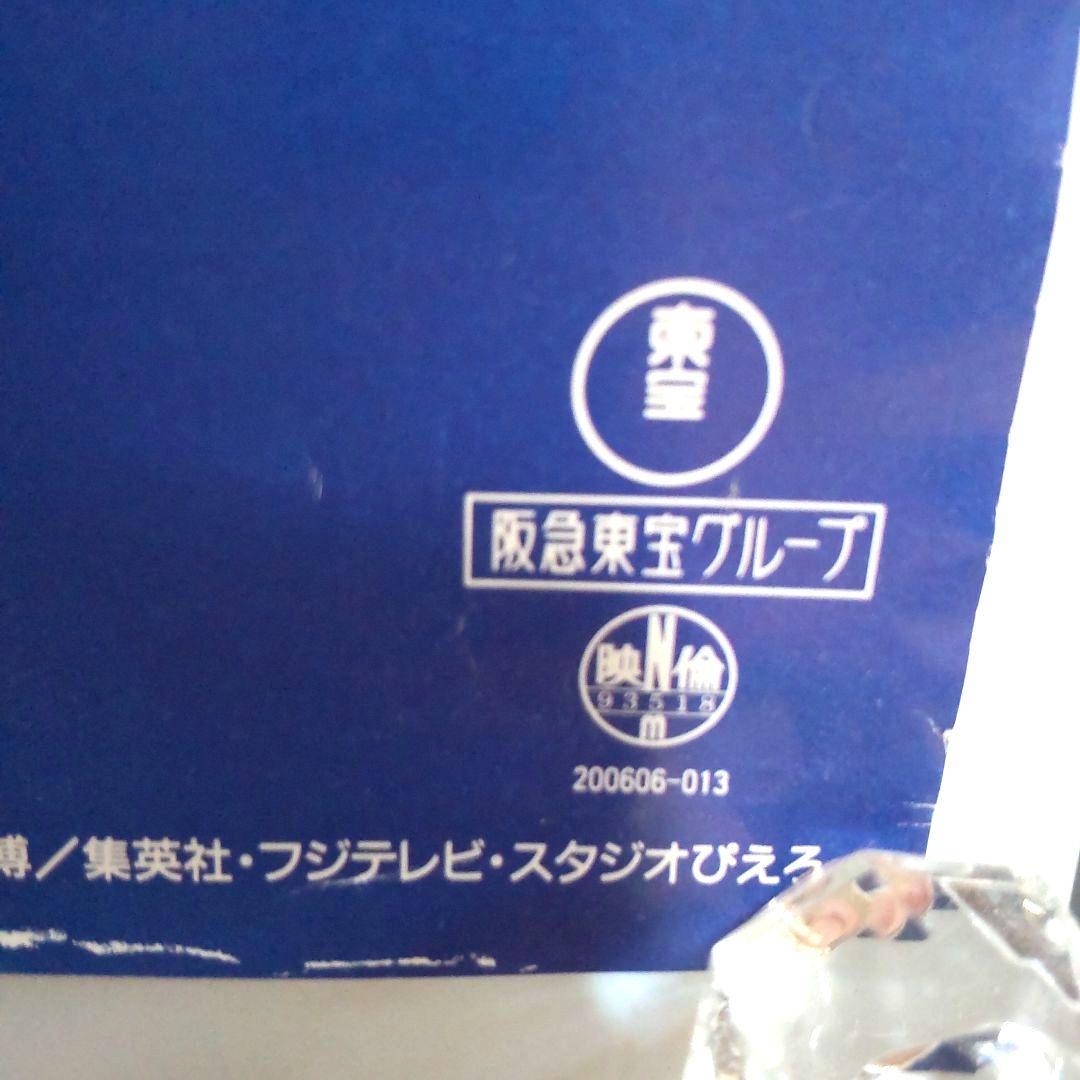 東宝
阪急東宝グループ
映N倫
93518
m
200606-013
博／集英社・フジテレビ・スタジオぴえろ